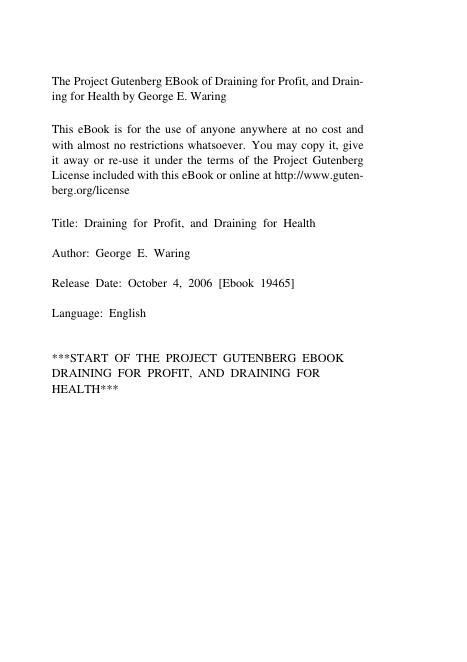 The Project Gutenberg EBook of Draining for Profit, and Drain-
ing for Health by George E. Waring
This eBook is for the use of anyone anywhere at no cost and
with almost no restrictions whatsoever. You may copy it, give
it away or re-use it under the terms of the Project Gutenberg
License included with this eBook or online at http://www.guten-
berg.org/license
Title: Draining for Profit, and Draining for Health
Author: George E. Waring
Release Date: October 4, 2006 [Ebook 19465]
Language: English
***START OF THE PROJECT GUTENBERG EBOOK
DRAINING FOR PROFIT, AND DRAINING FOR
HEALTH***